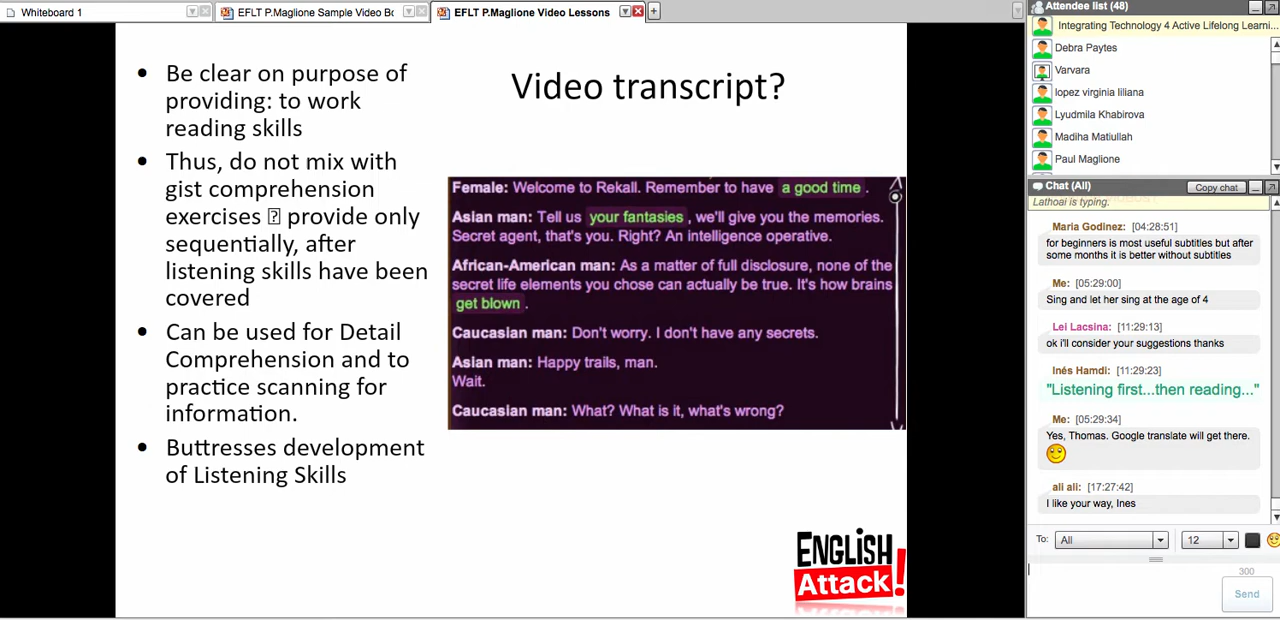 Whiteboard 1
EFLT P.Maglione Sample Video Bo
EFLT P.Maglione Video Lessons
Be clear on purpose of
providing: to work
reading skills
Thus, do not mix with
gist comprehension
exercises provide only
sequentially, after
listening skills have been
covered
Can be used for Detail
Comprehension and to
practice scanning for
information.
Buttresses development
of Listening Skills
Video transcript?
Female: Welcome to Rekall. Remember to have a good time .
Asian man: Tell us your fantasies , we'll give you the memories.
Secret agent, that's you. Right? An intelligence operative.
African-American man: As a matter of full disclosure, none of the
secret life elements you chose can actually be true. It's how brains
get blown .
Caucasian man: Don't worry. I don't have any secrets.
Asian man: Happy trails, man.
Wait.
Caucasian man: What? What is it, what's wrong?
ENGLISH
Attack!
Attendee list (48)
Integrating Technology 4 Active Lifelong Learni...
Debra Paytes
Varvara
lopez virginia liliana
Lyudmila Khabirova
Madiha Matiullah
Paul Maglione
Chat (All)
Copy chat
Lathoai is typing.
Maria Godinez: [04:28:51]
for beginners is most useful subtitles but after
some months it is better without subtitles
Me: [05:29:00]
Sing and let her sing at the age of 4
Lei Lacsina: [11:29:13]
ok i'll consider your suggestions thanks
Inés Hamdi: [11:29:23]
"Listening first...then reading..."
Me: [05:29:34]
Yes, Thomas. Google translate will get there.
ali ali: [17:27:42]
I like your way, Ines
To: All 12
300
Send